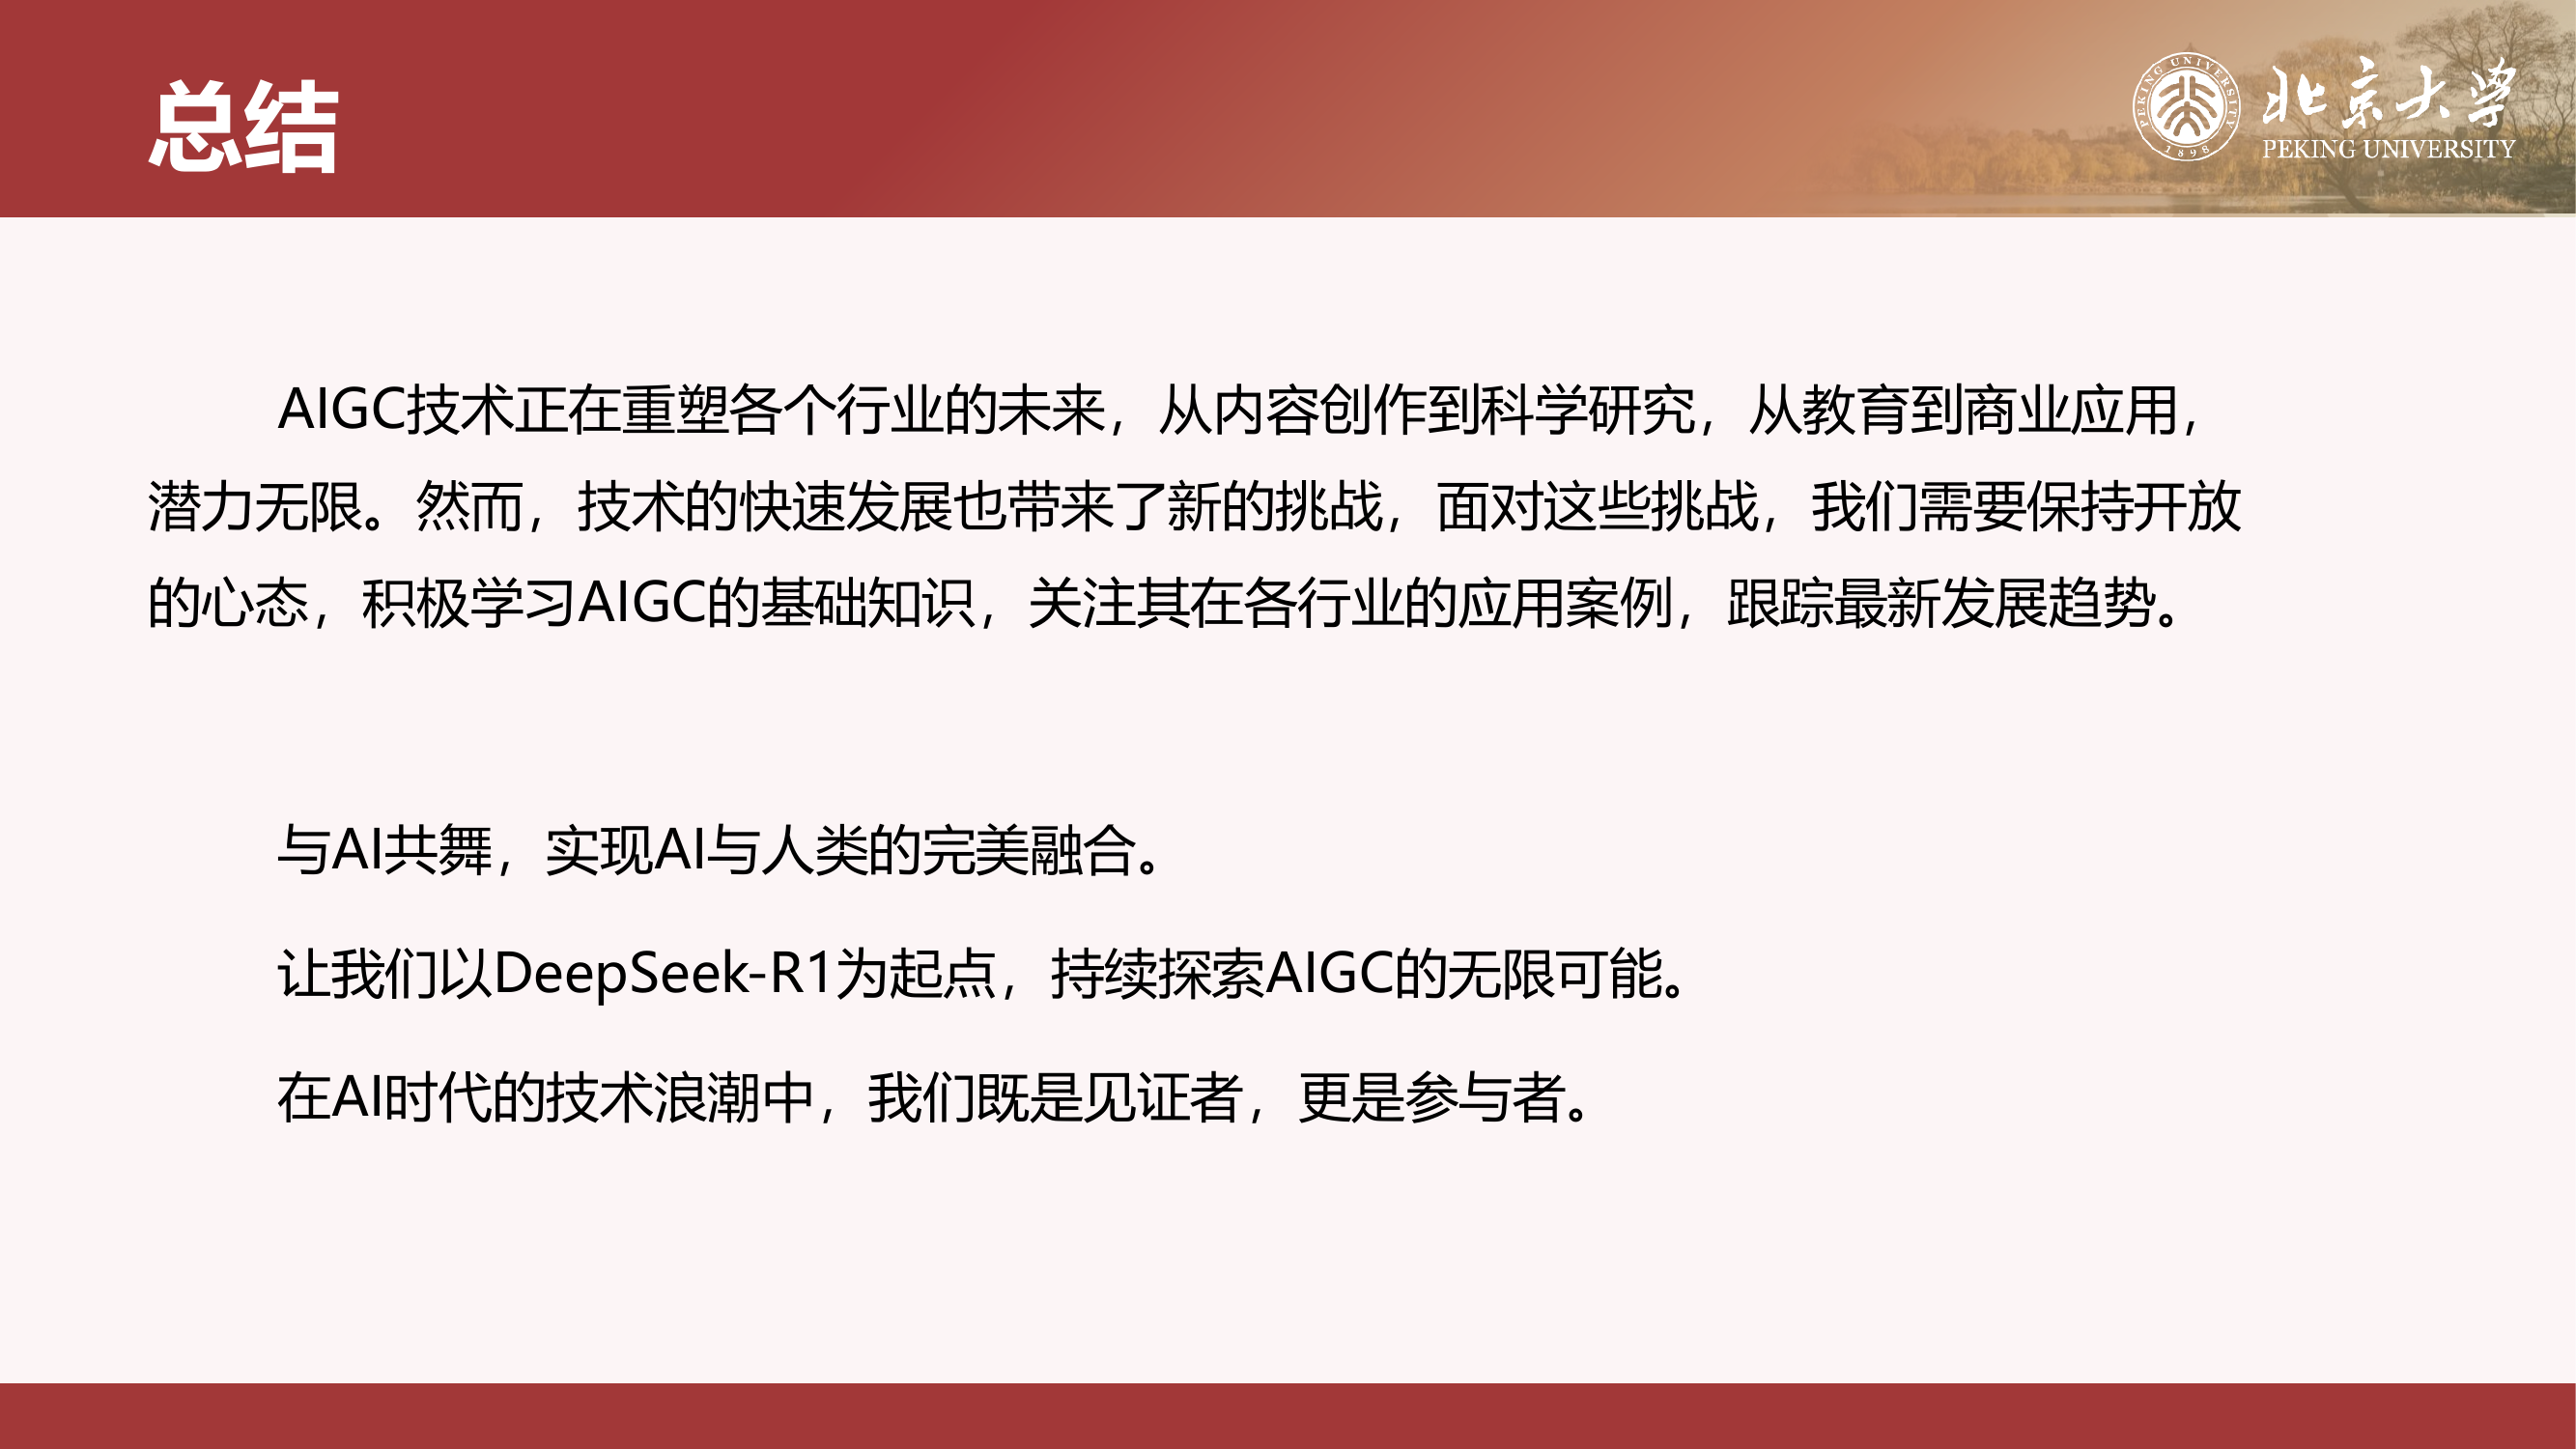 总结
PEKING UNIVERSITY
1898
北京大学
PEKING UNIVERSITY
AIGC技术正在重塑各个行业的未来，从内容创作到科学研究，从教育到商业应用，
潜力无限。然而，技术的快速发展也带来了新的挑战，面对这些挑战，我们需要保持开放
的心态，积极学习AIGC的基础知识，关注其在各行业的应用案例，跟踪最新发展趋势。
与AI共舞，实现AI与人类的完美融合。
让我们以DeepSeek-R1为起点，持续探索AIGC的无限可能。
在AI时代的技术浪潮中，我们既是见证者，更是参与者。